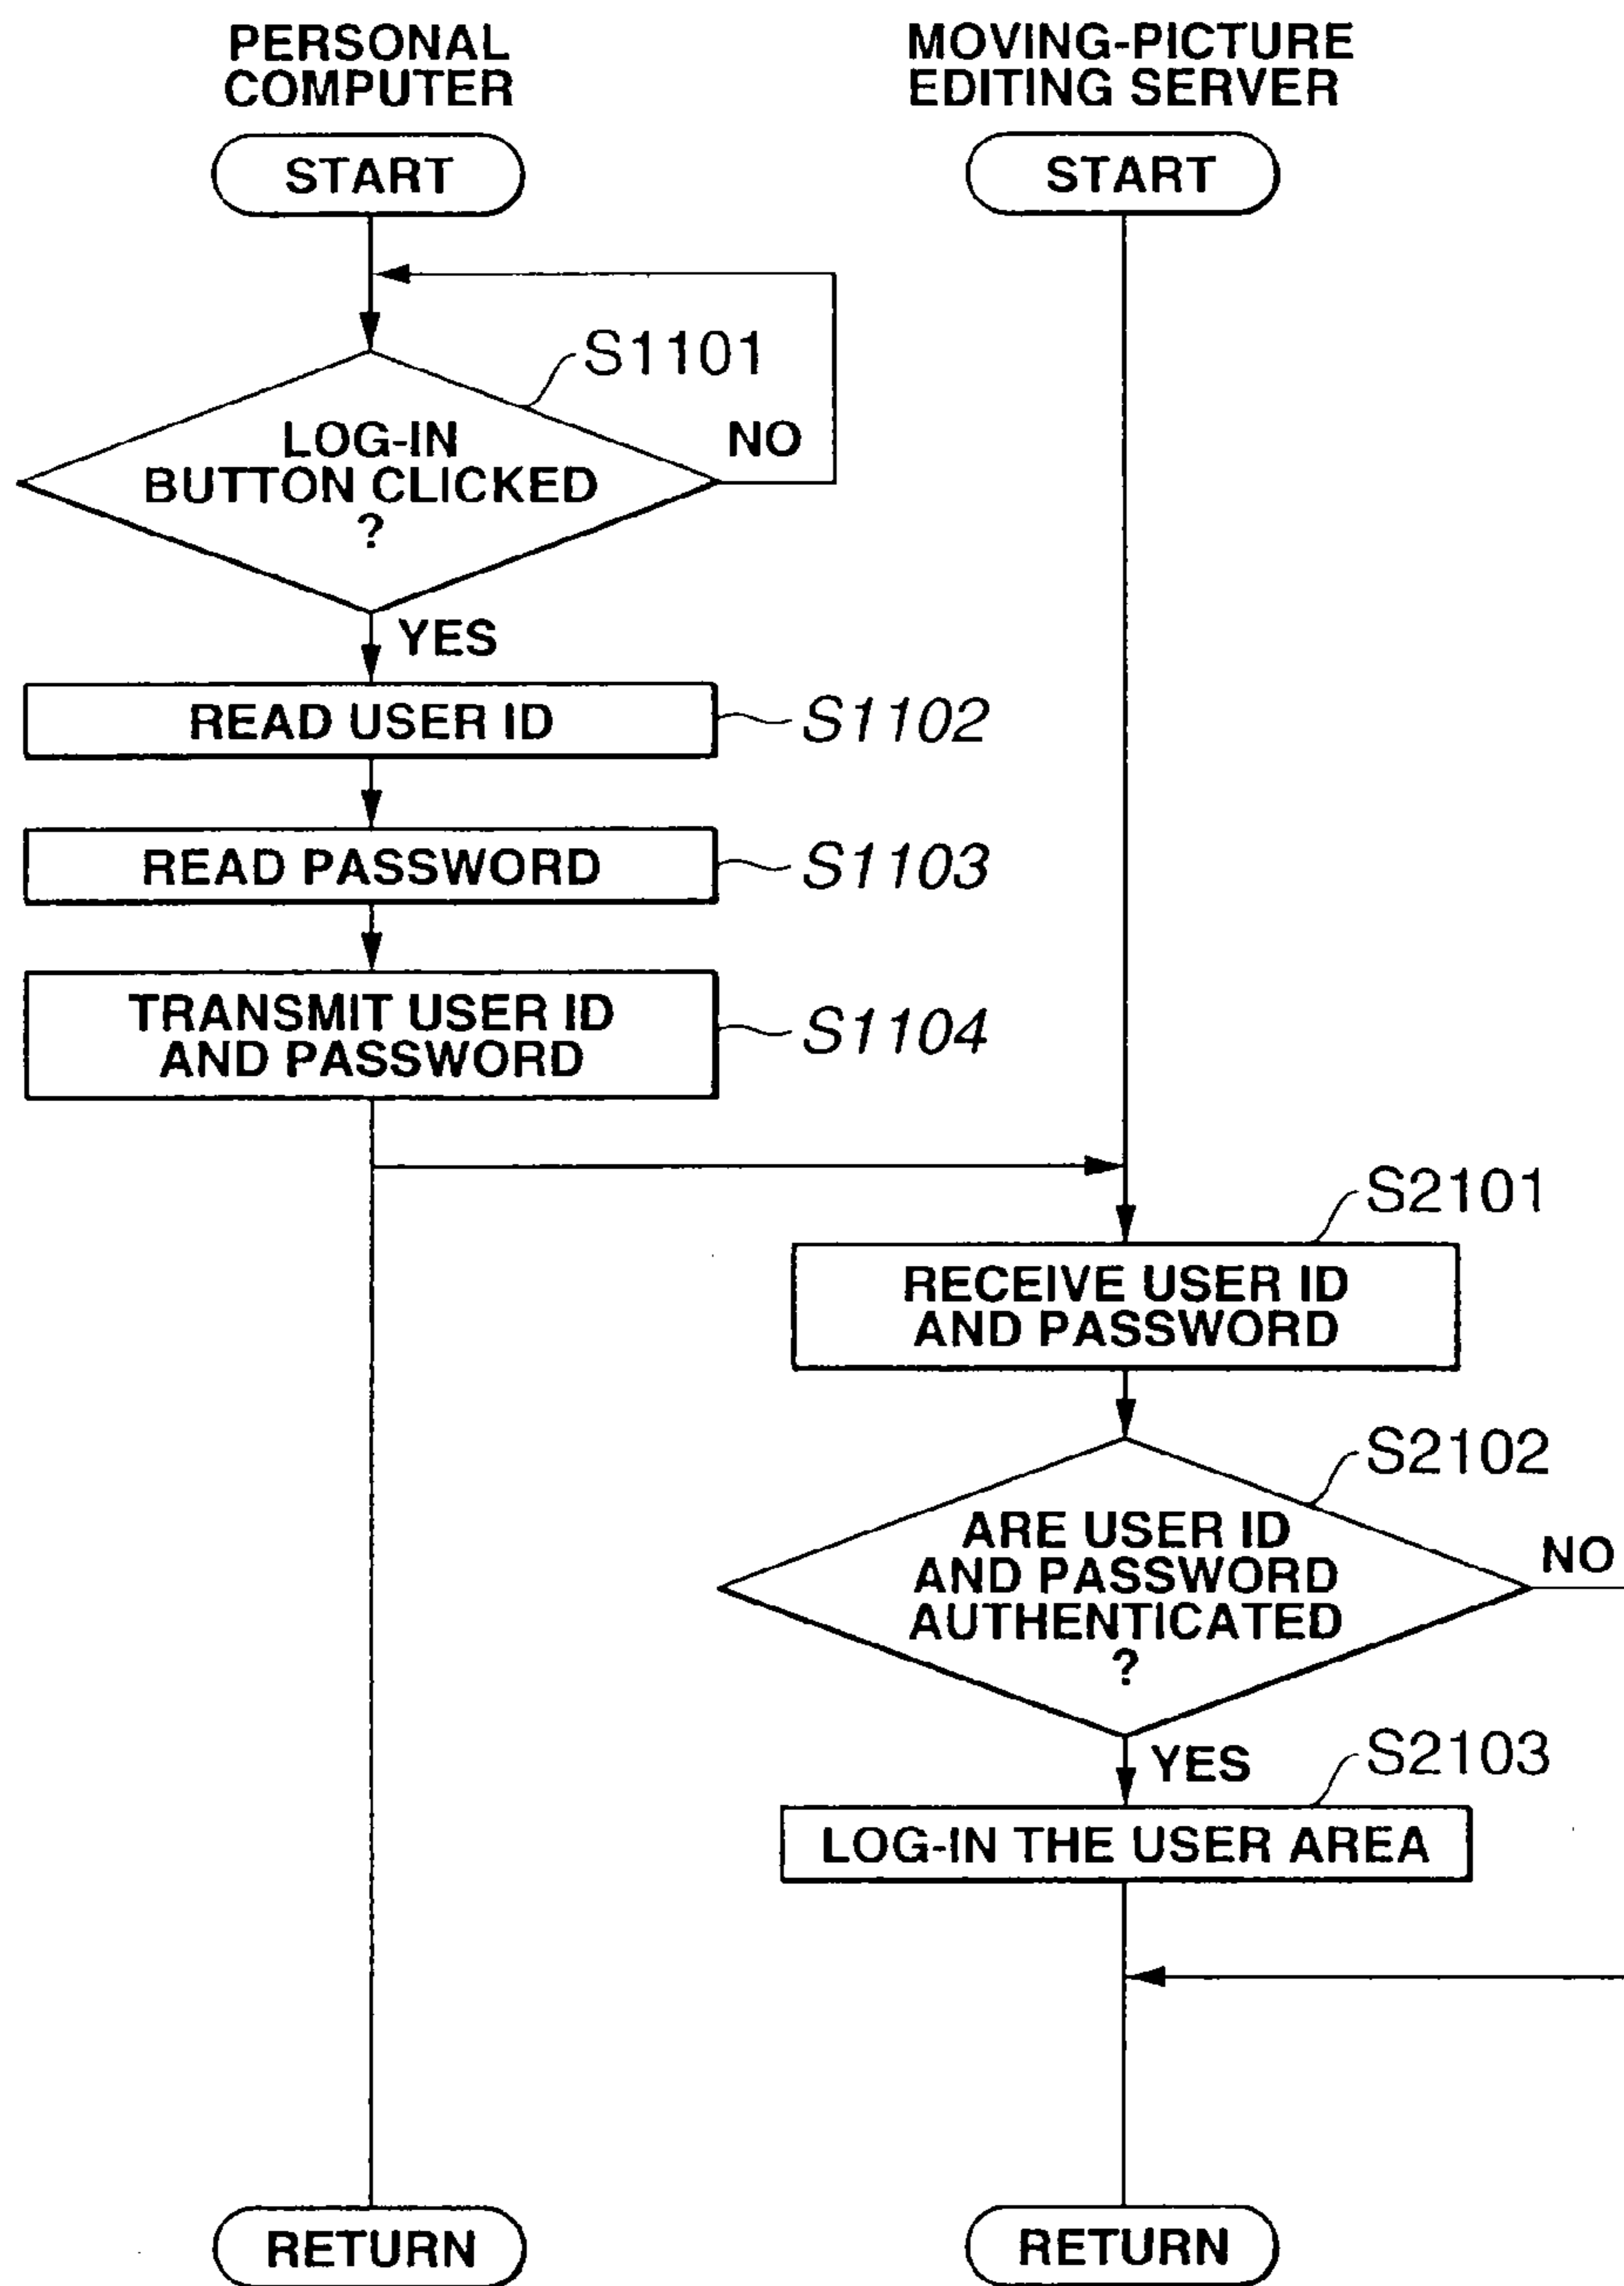 PERSONAL
COMPUTER
START
S1101
LOG-IN
BUTTON CLICKED
?
NO
YES
READ USER ID
S1102
READ PASSWORD
S1103
TRANSMIT USER ID
AND PASSWORD
S1104
RETURN
MOVING-PICTURE
EDITING SERVER
START
S2101
RECEIVE USER ID
AND PASSWORD
S2102
ARE USER ID
AND PASSWORD
AUTHENTICATED
?
NO
YES
S2103
LOG-IN THE USER AREA
RETURN